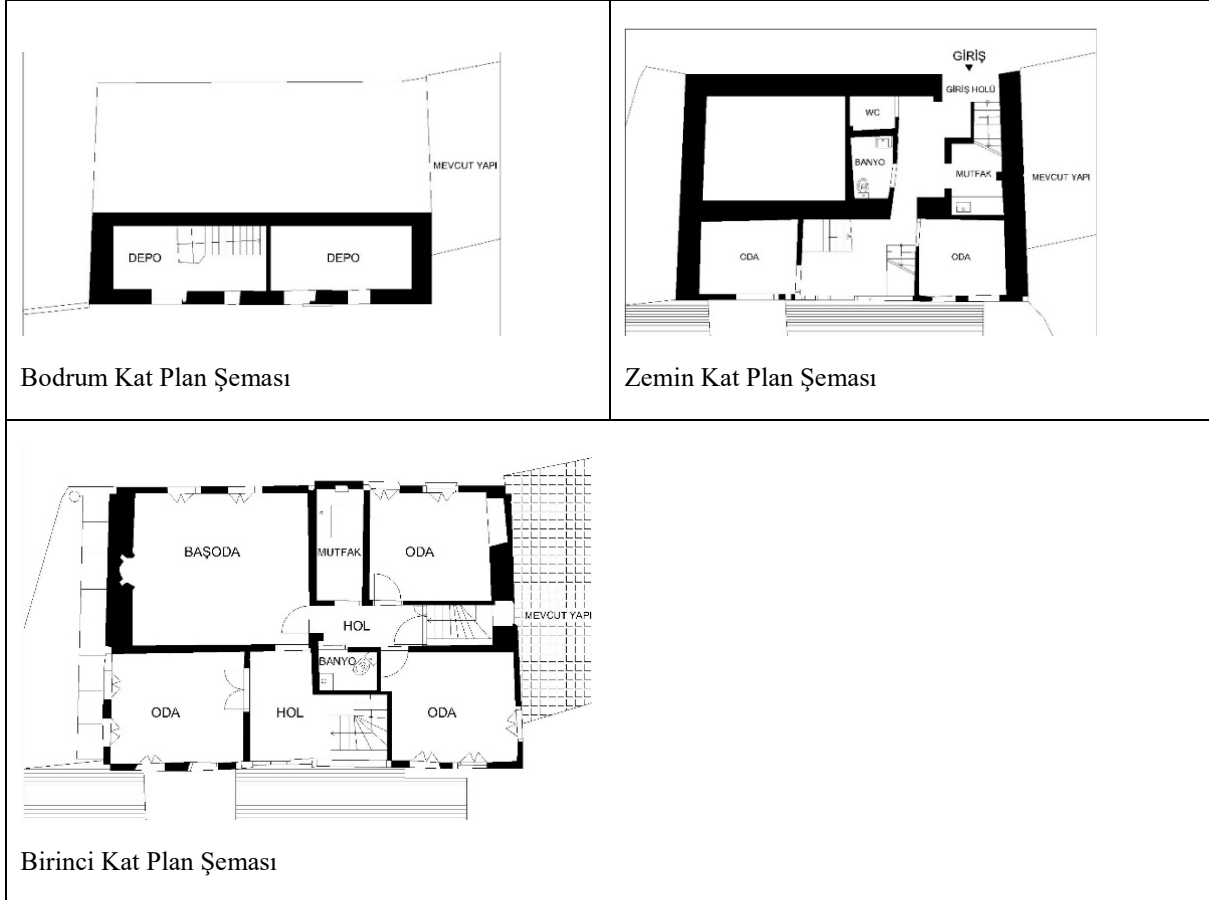 MEVCUT YAPI
DEPO
DEPO
Bodrum Kat Plan Şeması
GİRİŞ
GİRİŞ HOLÜ
WC
BANYO
MUTFAK
MEVCUT YAPI
ODA
ODA
Zemin Kat Plan Şeması
BAŞODA
MUTFAK
ODA
MEVCUT YAPI
HOL
BANYO
ODA
HOL
ODA
Birinci Kat Plan Şeması